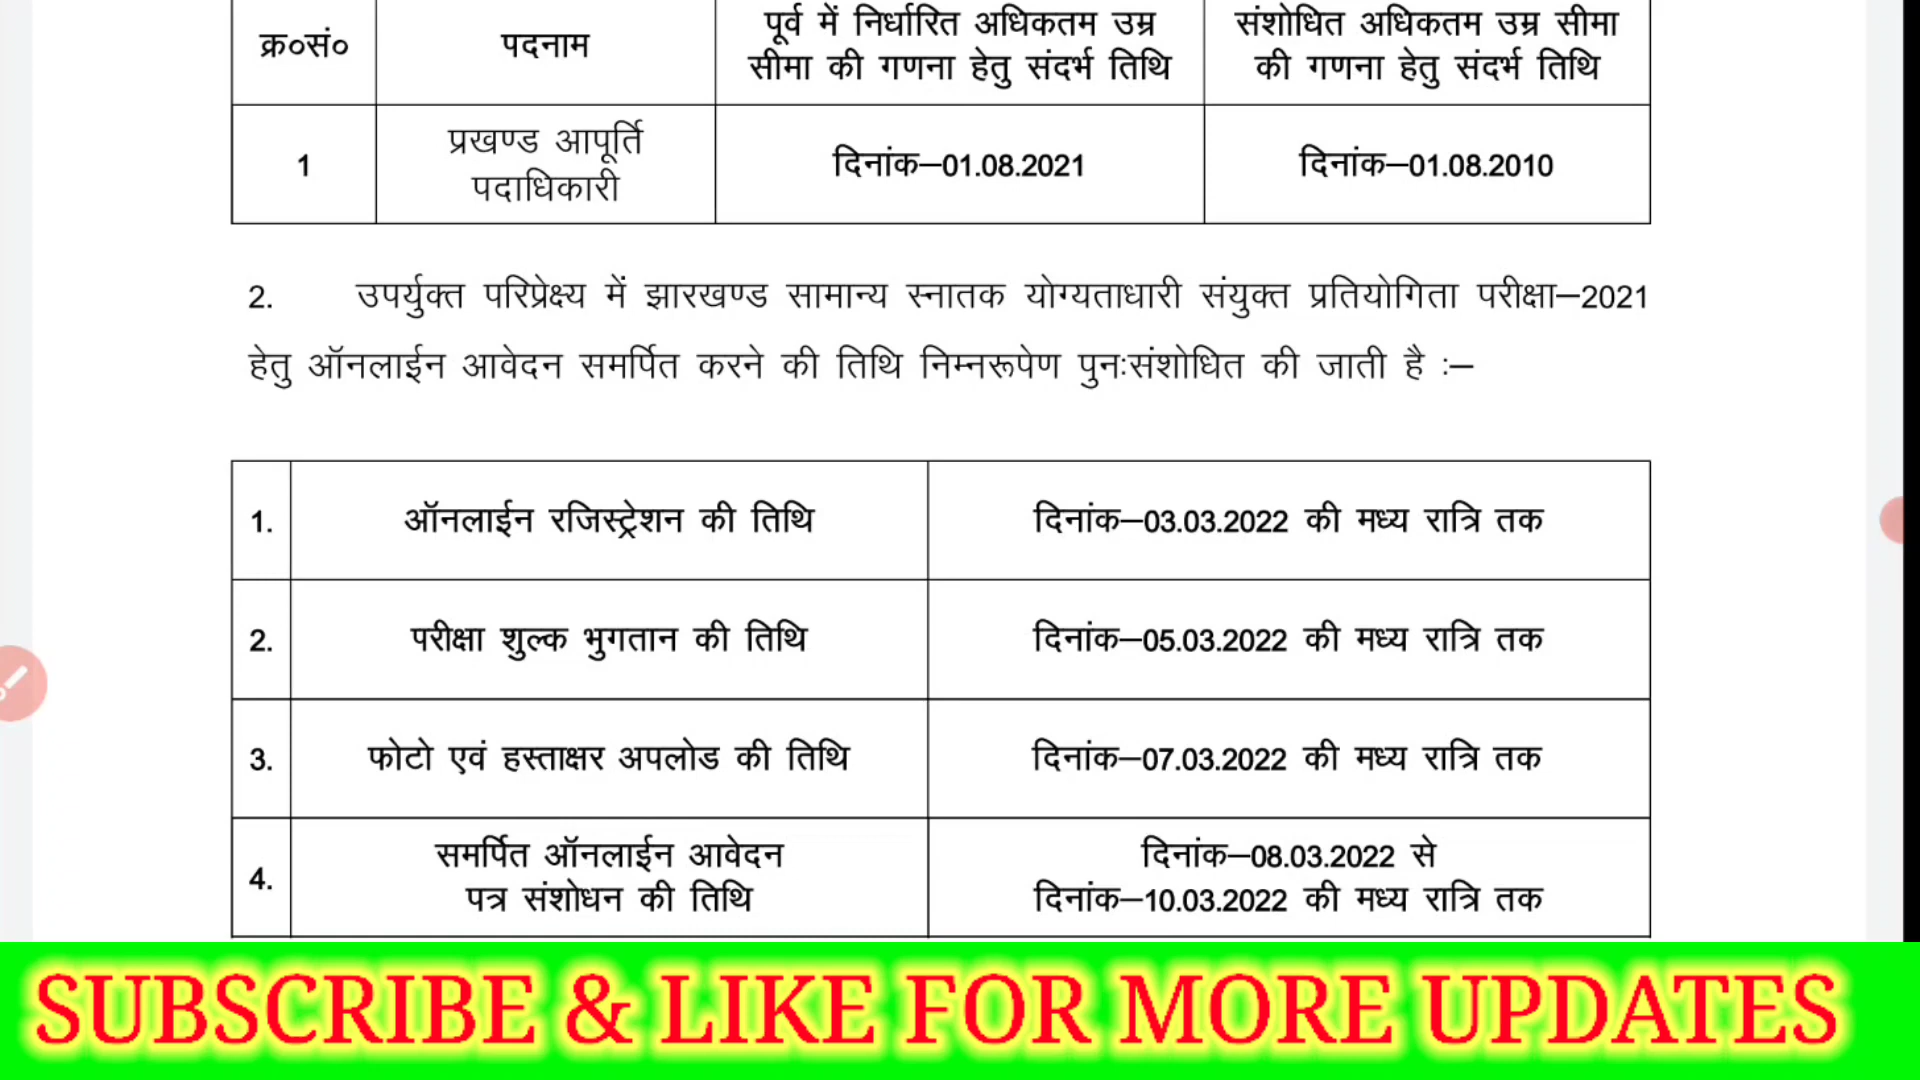 क्र०सं०
पदनाम
पूर्व में निर्धारित अधिकतम उम्र
सीमा की गणना हेतु संदर्भ तिथि
संशोधित अधिकतम उम्र सीमा
की गणना हेतु संदर्भ तिथि
1
प्रखण्ड आपूर्ति
पदाधिकारी
दिनांक–01.08.2021
दिनांक–01.08.2010
2. उपर्युक्त परिप्रेक्ष्य में झारखण्ड सामान्य स्नातक योग्यताधारी संयुक्त प्रतियोगिता परीक्षा–2021
हेतु ऑनलाईन आवेदन समर्पित करने की तिथि निम्नरूपेण पुनःसंशोधित की जाती है :–
1. ऑनलाईन रजिस्ट्रेशन की तिथि दिनांक–03.03.2022 की मध्य रात्रि तक
2. परीक्षा शुल्क भुगतान की तिथि दिनांक–05.03.2022 की मध्य रात्रि तक
3. फोटो एवं हस्ताक्षर अपलोड की तिथि दिनांक–07.03.2022 की मध्य रात्रि तक
4.
समर्पित ऑनलाईन आवेदन
पत्र संशोधन की तिथि
दिनांक–08.03.2022 से
दिनांक–10.03.2022 की मध्य रात्रि तक
SUBSCRIBE & LIKE FOR MORE UPDATES